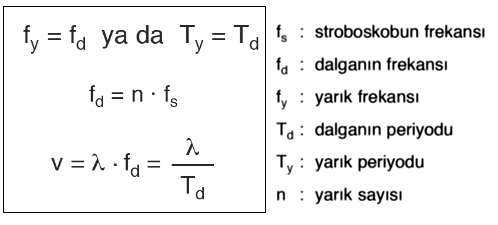 f_y = f_d ya da T_y = T_d
f_d = n · f_s
v = λ · f_d = λ / T_d
f_s : stroboskobun frekansı
f_d : dalganın frekansı
f_y : yarık frekansı
T_d : dalganın periyodu
T_y : yarık periyodu
n : yarık sayısı